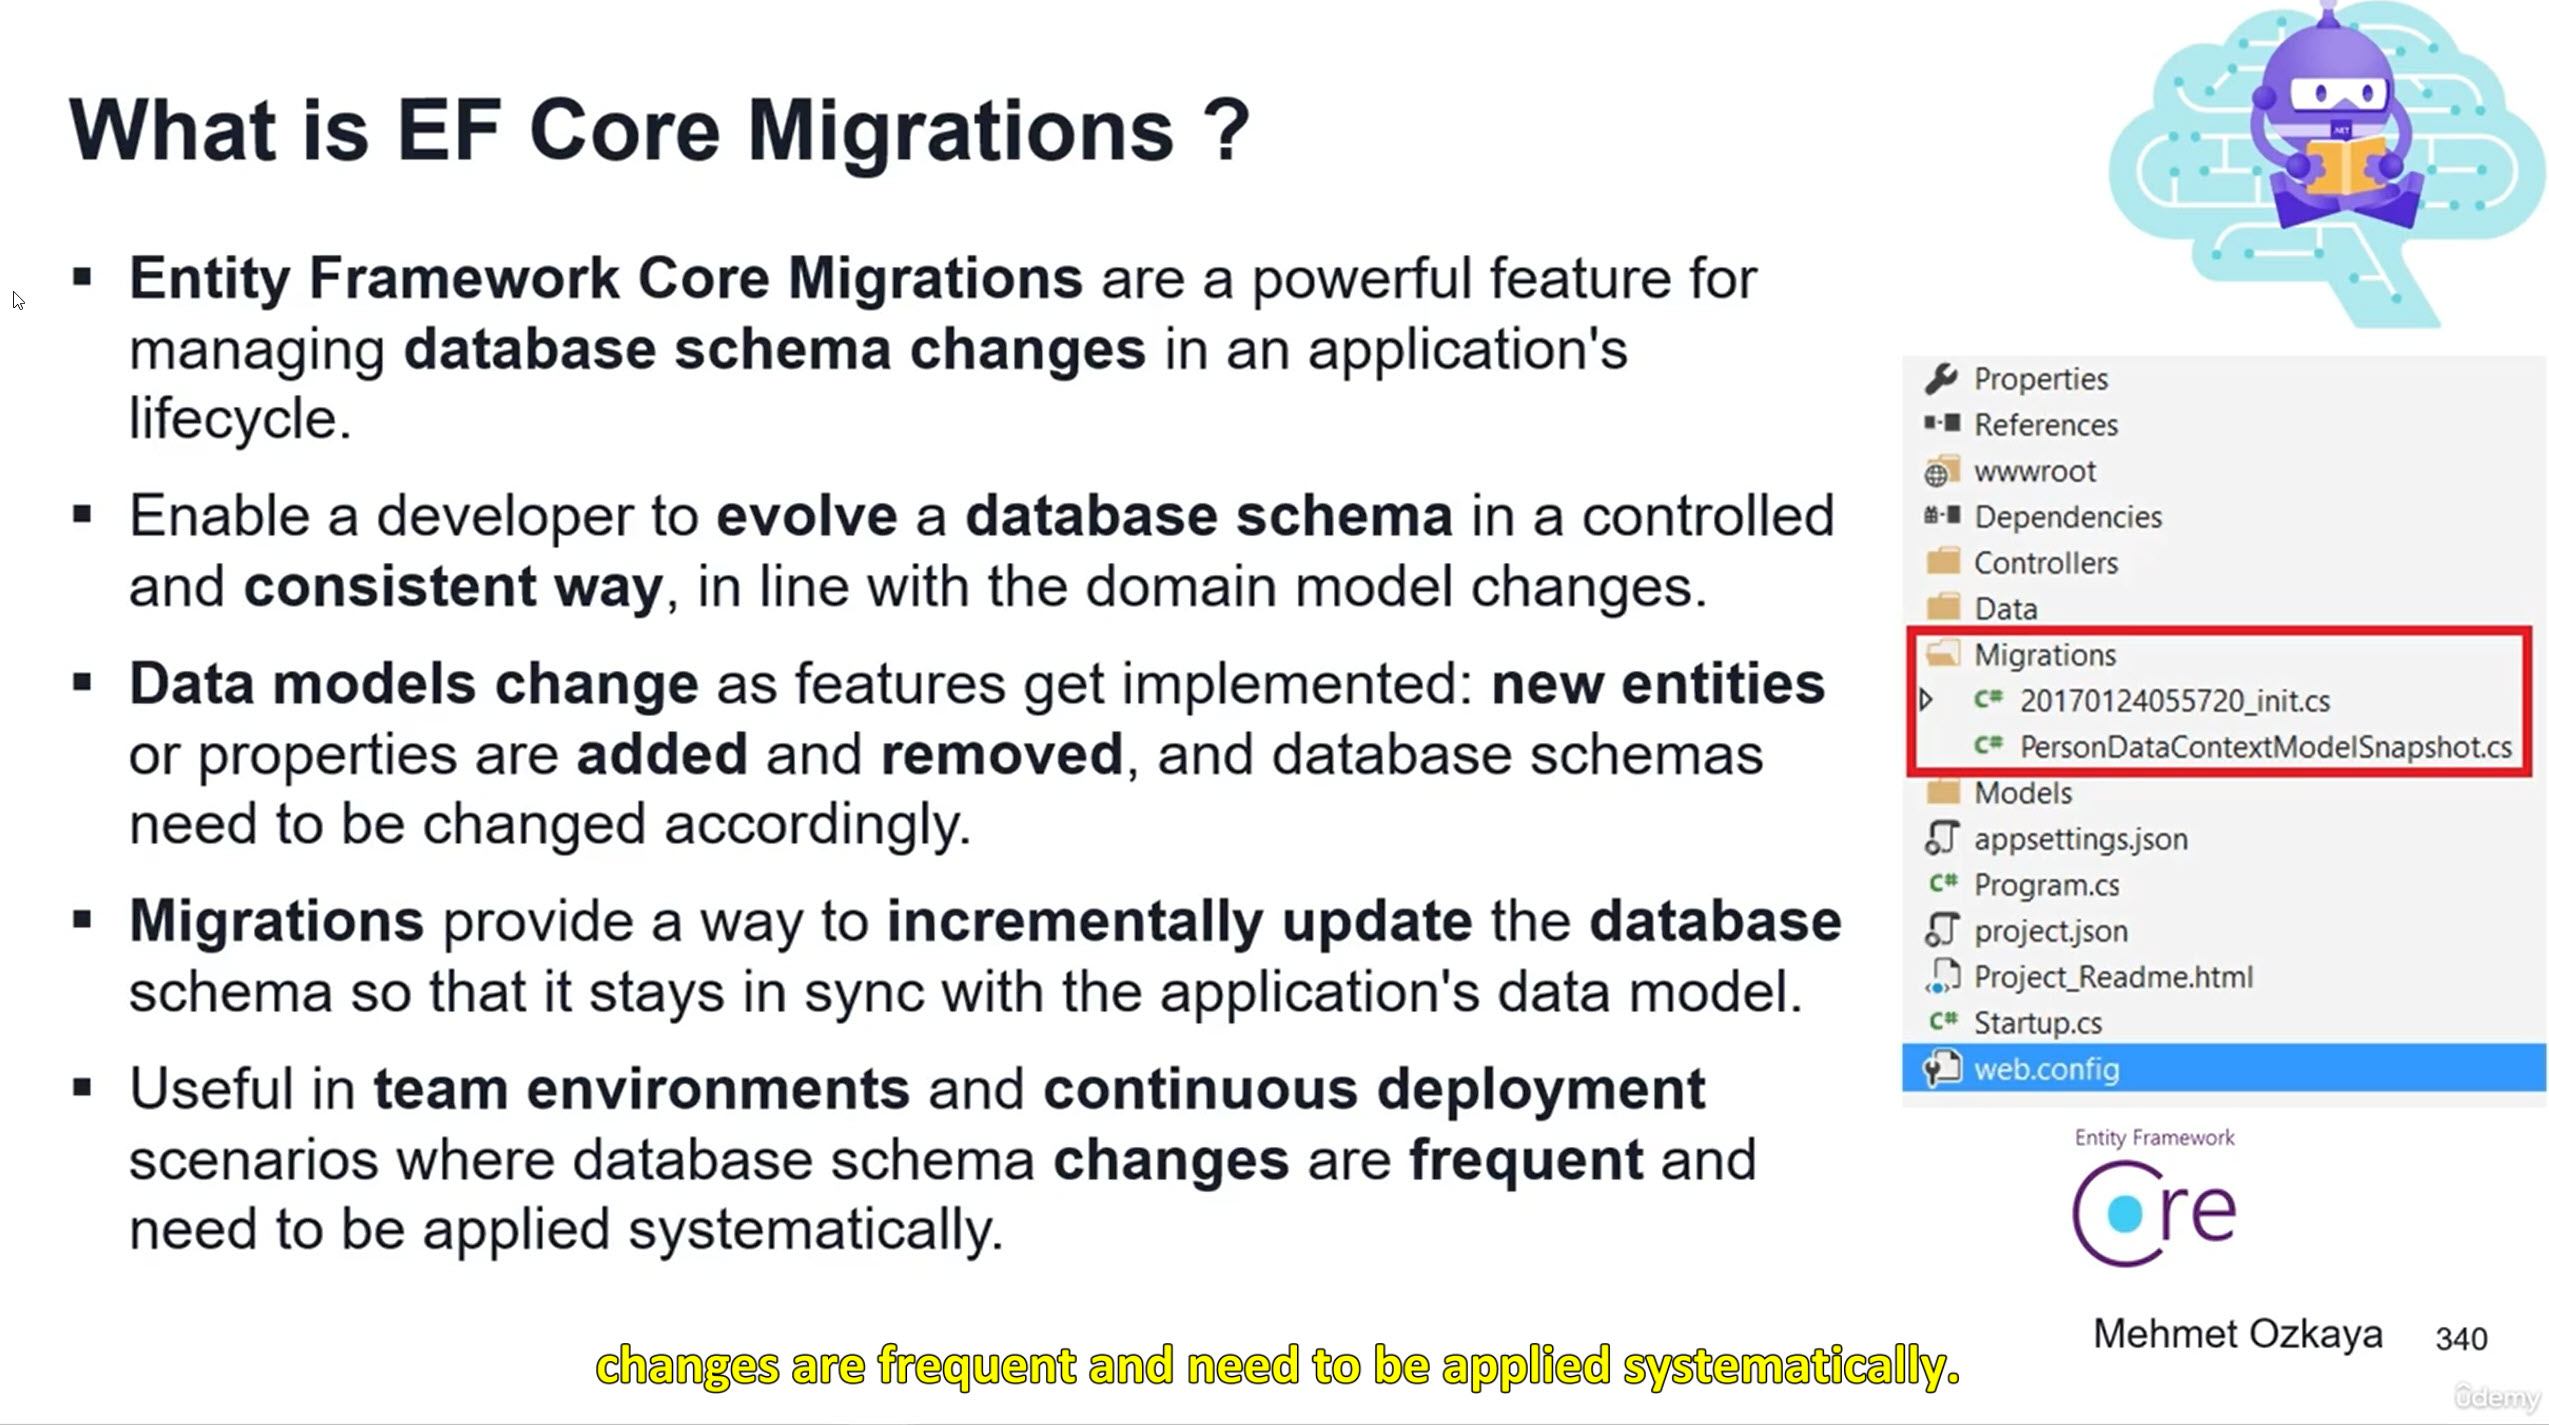 What is EF Core Migrations ?
▪ Entity Framework Core Migrations are a powerful feature for
managing database schema changes in an application's
lifecycle.
▪ Enable a developer to evolve a database schema in a controlled
and consistent way, in line with the domain model changes.
▪ Data models change as features get implemented: new entities
or properties are added and removed, and database schemas
need to be changed accordingly.
▪ Migrations provide a way to incrementally update the database
schema so that it stays in sync with the application's data model.
▪ Useful in team environments and continuous deployment
scenarios where database schema changes are frequent and
need to be applied systematically.
.NET
Properties
References
wwwroot
Dependencies
Controllers
Data
Migrations
C# 20170124055720_init.cs
C# PersonDataContextModelSnapshot.cs
Models
appsettings.json
C# Program.cs
project.json
Project_Readme.html
C# Startup.cs
web.config
Entity Framework
Core
Mehmet Ozkaya 340
changes are frequent and need to be applied systematically.
ûdemy